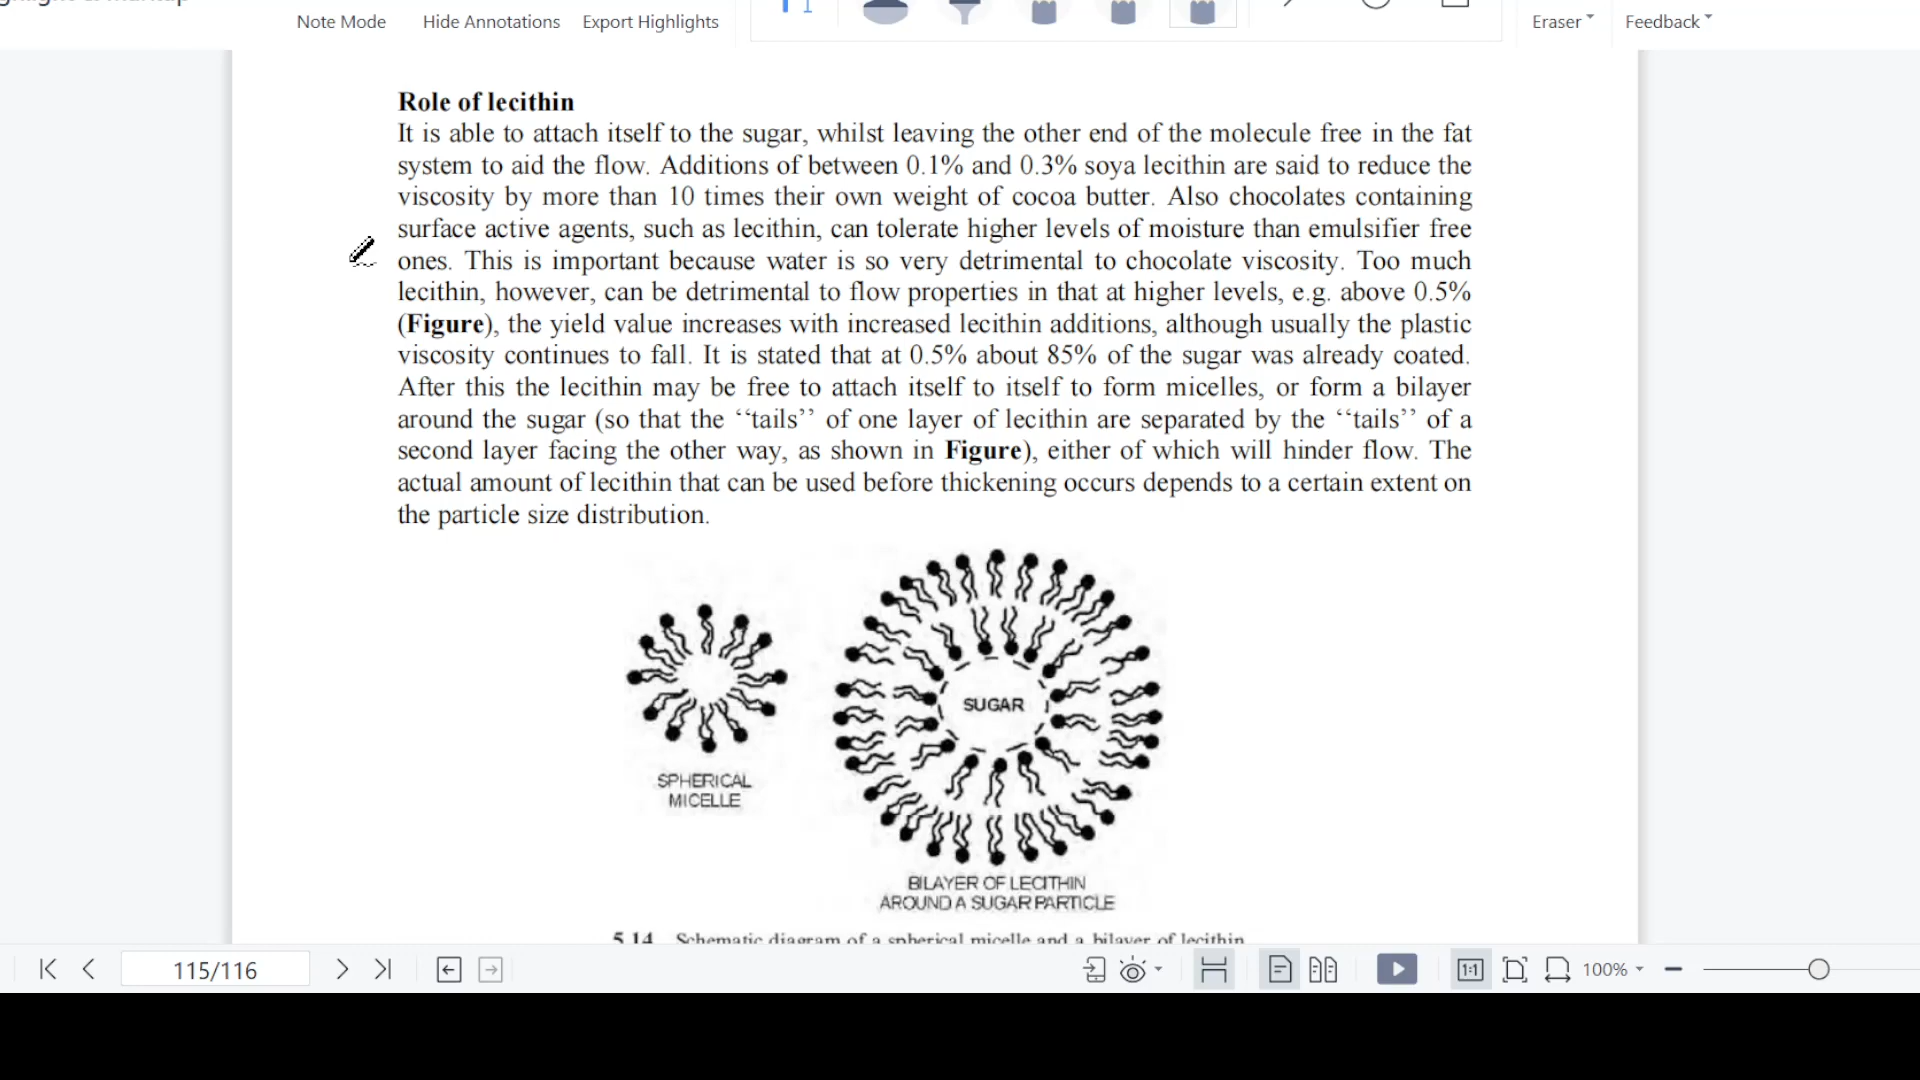 Note Mode Hide Annotations Export Highlights Eraser Feedback
Role of lecithin
It is able to attach itself to the sugar, whilst leaving the other end of the molecule free in the fat
system to aid the flow. Additions of between 0.1% and 0.3% soya lecithin are said to reduce the
viscosity by more than 10 times their own weight of cocoa butter. Also chocolates containing
surface active agents, such as lecithin, can tolerate higher levels of moisture than emulsifier free
ones. This is important because water is so very detrimental to chocolate viscosity. Too much
lecithin, however, can be detrimental to flow properties in that at higher levels, e.g. above 0.5%
(Figure), the yield value increases with increased lecithin additions, although usually the plastic
viscosity continues to fall. It is stated that at 0.5% about 85% of the sugar was already coated.
After this the lecithin may be free to attach itself to itself to form micelles, or form a bilayer
around the sugar (so that the ‘‘tails’’ of one layer of lecithin are separated by the ‘‘tails’’ of a
second layer facing the other way, as shown in Figure), either of which will hinder flow. The
actual amount of lecithin that can be used before thickening occurs depends to a certain extent on
the particle size distribution.
SUGAR
SPHERICAL
MICELLE
BILAYER OF LECITHIN
AROUND A SUGAR PARTICLE
5.14 Schematic diagram of a spherical micelle and a bilayer of lecithin
115/116 1:1 100%